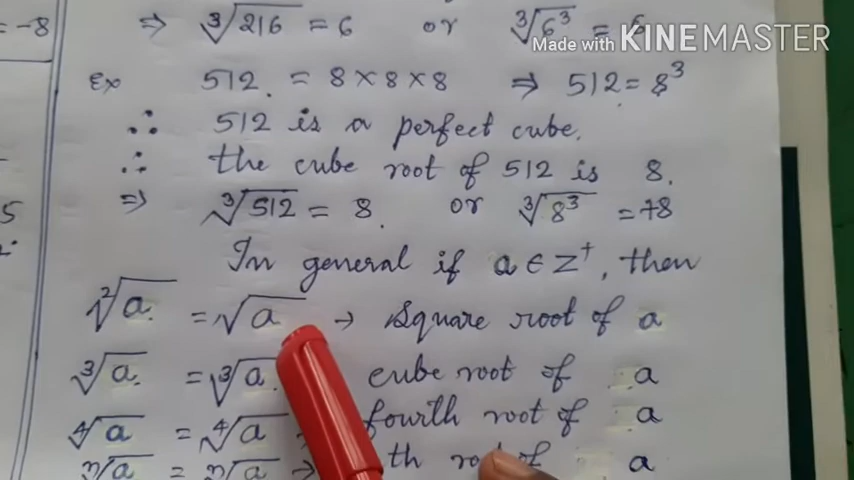 =-8
⇒ ∛216 = 6 or ∛6³ = 6
Made with KINEMASTER
Ex 512. = 8×8×8 ⇒ 512 = 8³
∴ 512 is a perfect cube.
∴ the cube root of 512 is 8.
5
⇒ ∛512 = 8. or ∛8³ = +8
In general if a ∈ Z⁺, then
²√a. = √a → Square root of a
∛a. = ∛a. cube root of a
∜a = ∜a fourth root of a
ⁿ√a = ⁿ√a → th of a